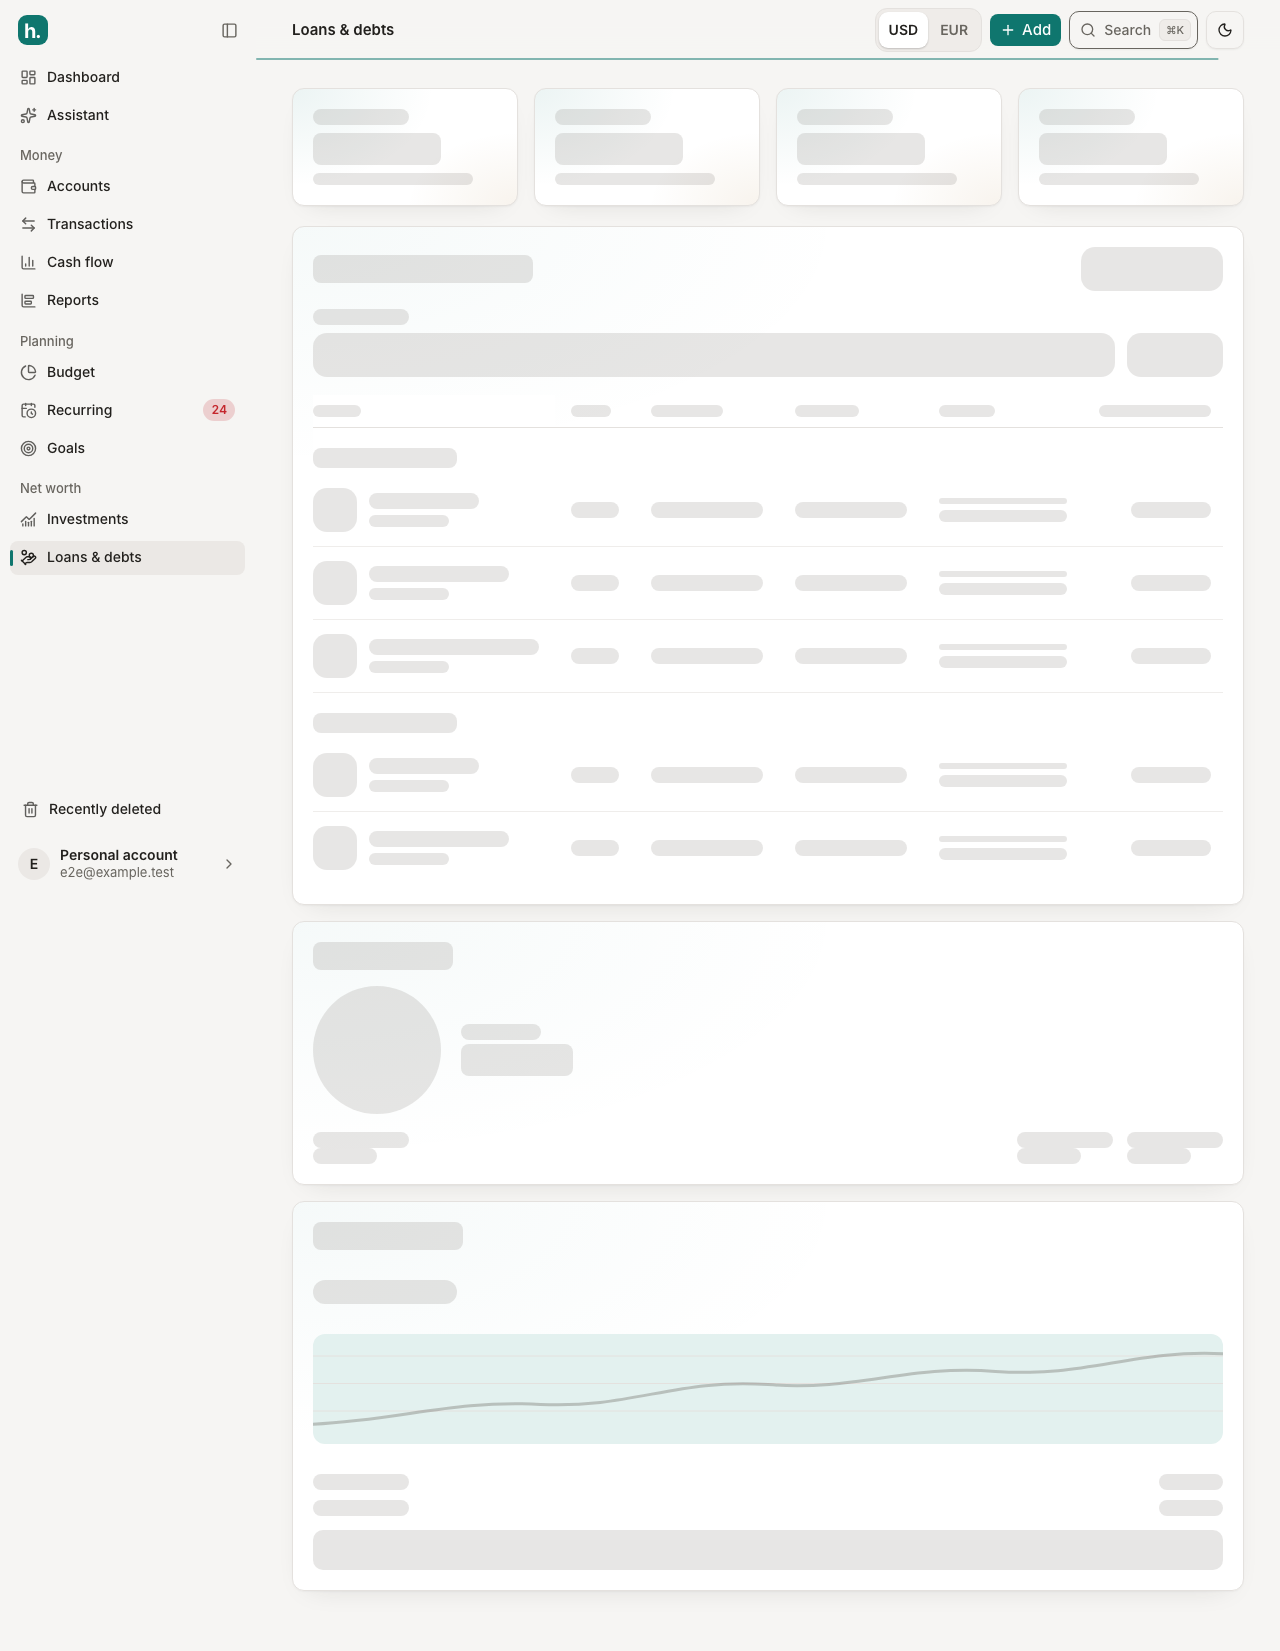 h.
Loans & debts
USD
EUR
Add
Search
⌘K
Dashboard
Assistant
Money
Accounts
Transactions
Cash flow
Reports
Planning
Budget
Recurring
24
Goals
Net worth
Investments
Loans & debts
Recently deleted
E
Personal account
e2e@example.test